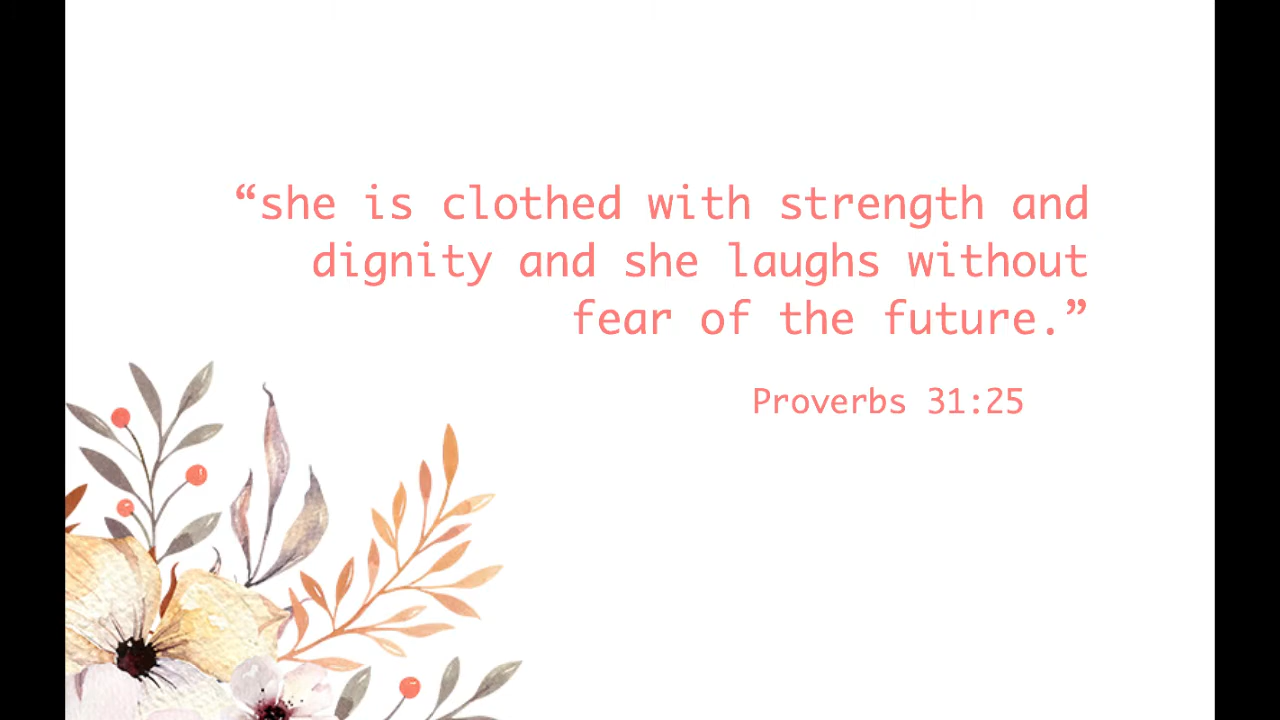 “she is clothed with strength and
dignity and she laughs without
fear of the future.”
Proverbs 31:25